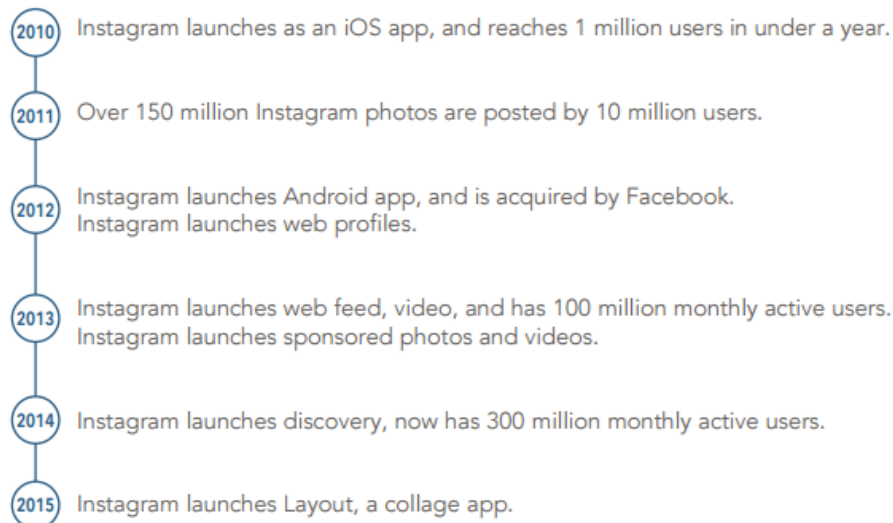 2010 Instagram launches as an iOS app, and reaches 1 million users in under a year.
2011 Over 150 million Instagram photos are posted by 10 million users.
2012 Instagram launches Android app, and is acquired by Facebook.
Instagram launches web profiles.
2013 Instagram launches web feed, video, and has 100 million monthly active users.
Instagram launches sponsored photos and videos.
2014 Instagram launches discovery, now has 300 million monthly active users.
2015 Instagram launches Layout, a collage app.